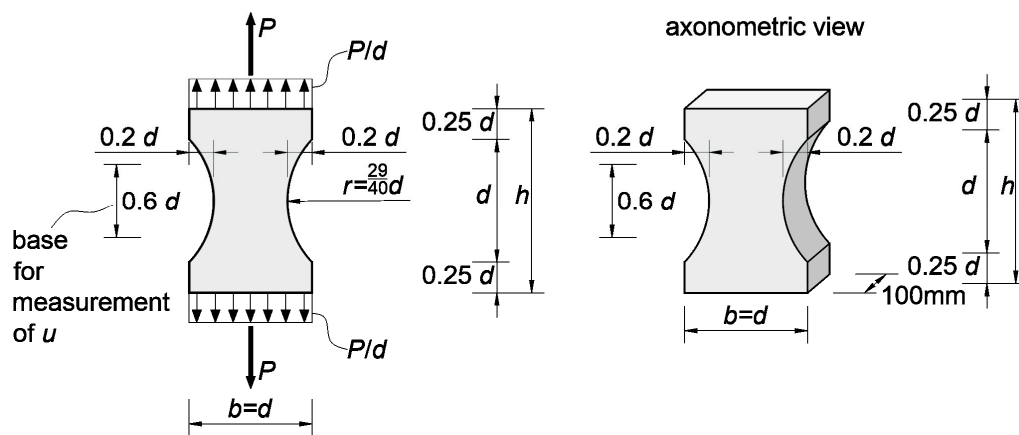 P
P/d
0.2 d
0.2 d
0.25 d
r=29/40d
0.6 d
d
h
base
for
measurement
of u
0.25 d
P/d
P
b=d
axonometric view
0.25 d
0.2 d
0.2 d
0.6 d
d
h
0.25 d
100mm
b=d